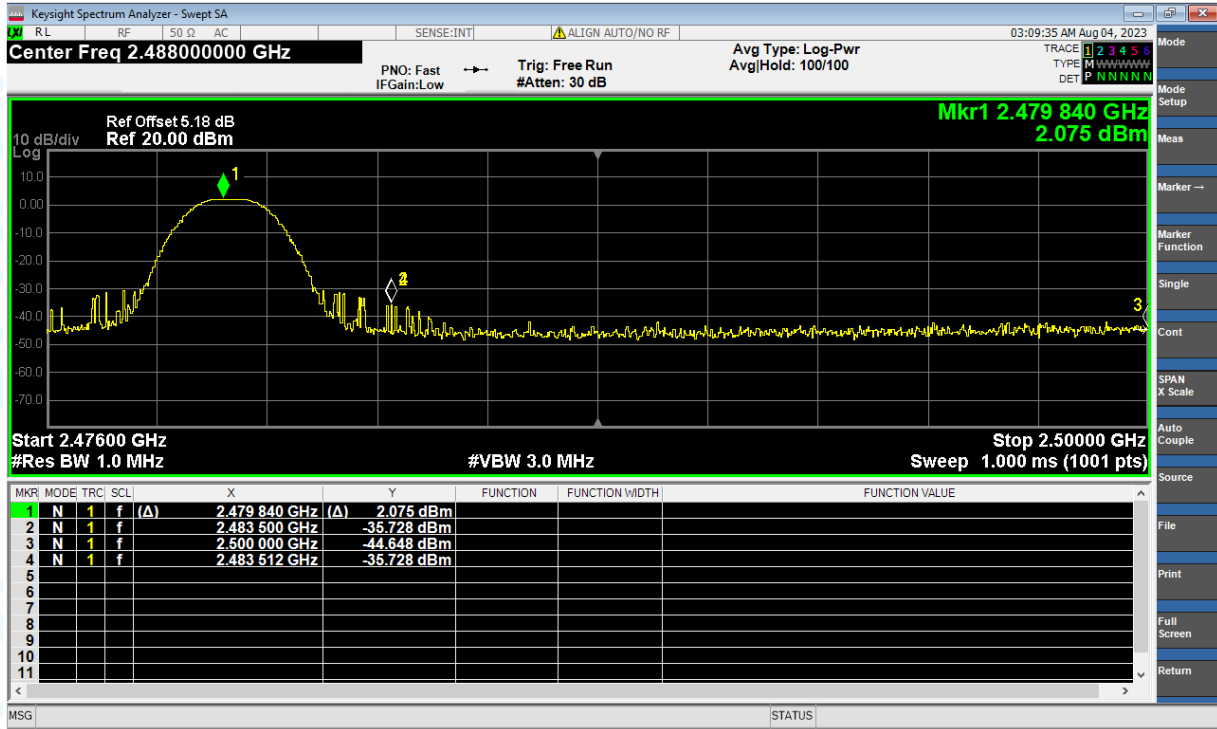 Keysight Spectrum Analyzer - Swept SA
LXI RL RF 50 Ω AC SENSE:INT ALIGN AUTO/NO RF 03:09:35 AM Aug 04, 2023
Center Freq 2.488000000 GHz
PNO: Fast
IFGain:Low
Trig: Free Run
#Atten: 30 dB
Avg Type: Log-Pwr
Avg|Hold: 100/100
TRACE 1 2 3 4 5 6
TYPE M WWWWW
DET P N N N N N
Mkr1 2.479 840 GHz
2.075 dBm
Ref Offset 5.18 dB
10 dB/div Ref 20.00 dBm
Log
10.0
0.00
-10.0
-20.0
-30.0
-40.0
-50.0
-60.0
-70.0
1
2
3
Start 2.47600 GHz
Stop 2.50000 GHz
#Res BW 1.0 MHz
#VBW 3.0 MHz
Sweep 1.000 ms (1001 pts)
MKR MODE TRC SCL X Y FUNCTION FUNCTION WIDTH FUNCTION VALUE
1 N 1 f (Δ) 2.479 840 GHz (Δ) 2.075 dBm
2 N 1 f 2.483 500 GHz -35.728 dBm
3 N 1 f 2.500 000 GHz -44.648 dBm
4 N 1 f 2.483 512 GHz -35.728 dBm
5
6
7
8
9
10
11
MSG
STATUS
Mode
Mode
Setup
Meas
Marker →
Marker
Function
Single
Cont
SPAN
X Scale
Auto
Couple
Source
File
Print
Full
Screen
Return